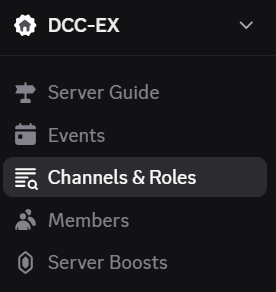 DCC-EX
Server Guide
Events
Channels & Roles
Members
Server Boosts